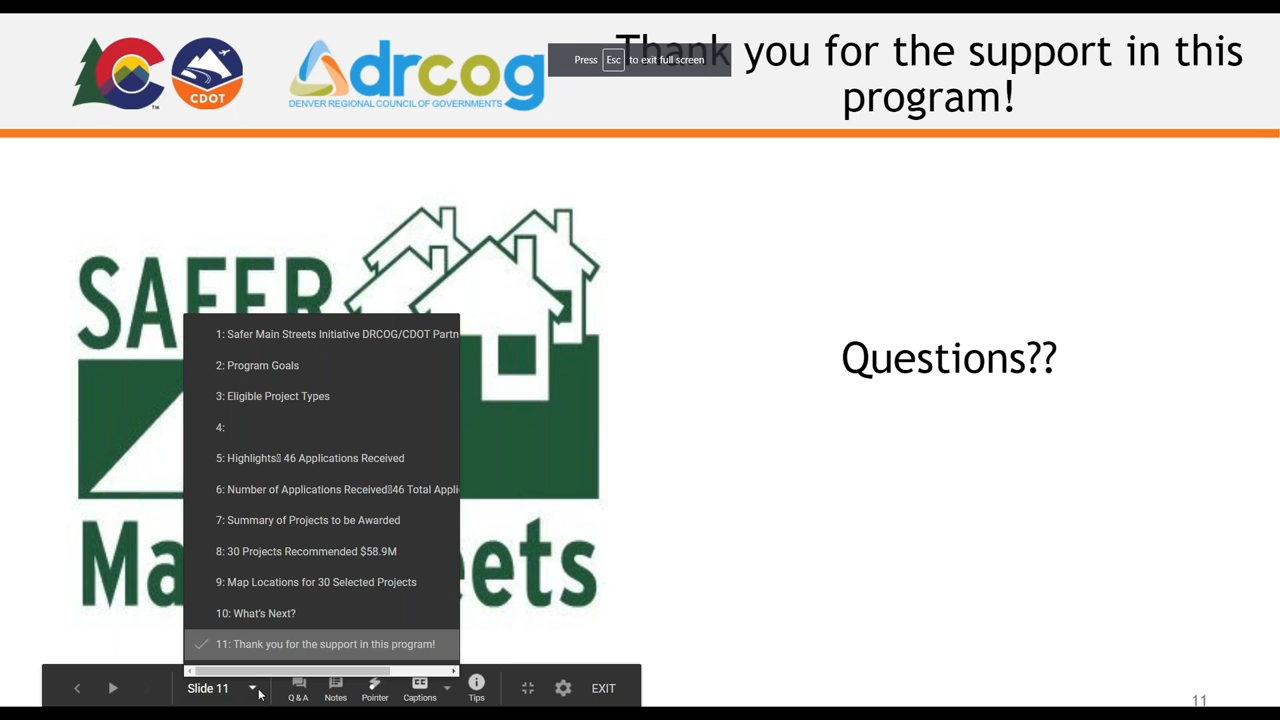 Thank you for the support in this
program!
Press Esc to exit full screen
CDOT
TM
drcog
DENVER REGIONAL COUNCIL OF GOVERNMENTS
SAFER
Questions??
1: Safer Main Streets Initiative DRCOG/CDOT Partn
2: Program Goals
3: Eligible Project Types
4:
5: Highlights 46 Applications Received
6: Number of Applications Received 46 Total Appli
7: Summary of Projects to be Awarded
8: 30 Projects Recommended $58.9M
9: Map Locations for 30 Selected Projects
10: What's Next?
11: Thank you for the support in this program!
Ma eets
Slide 11
Q & A
Notes
Pointer
Captions
Tips
EXIT
11